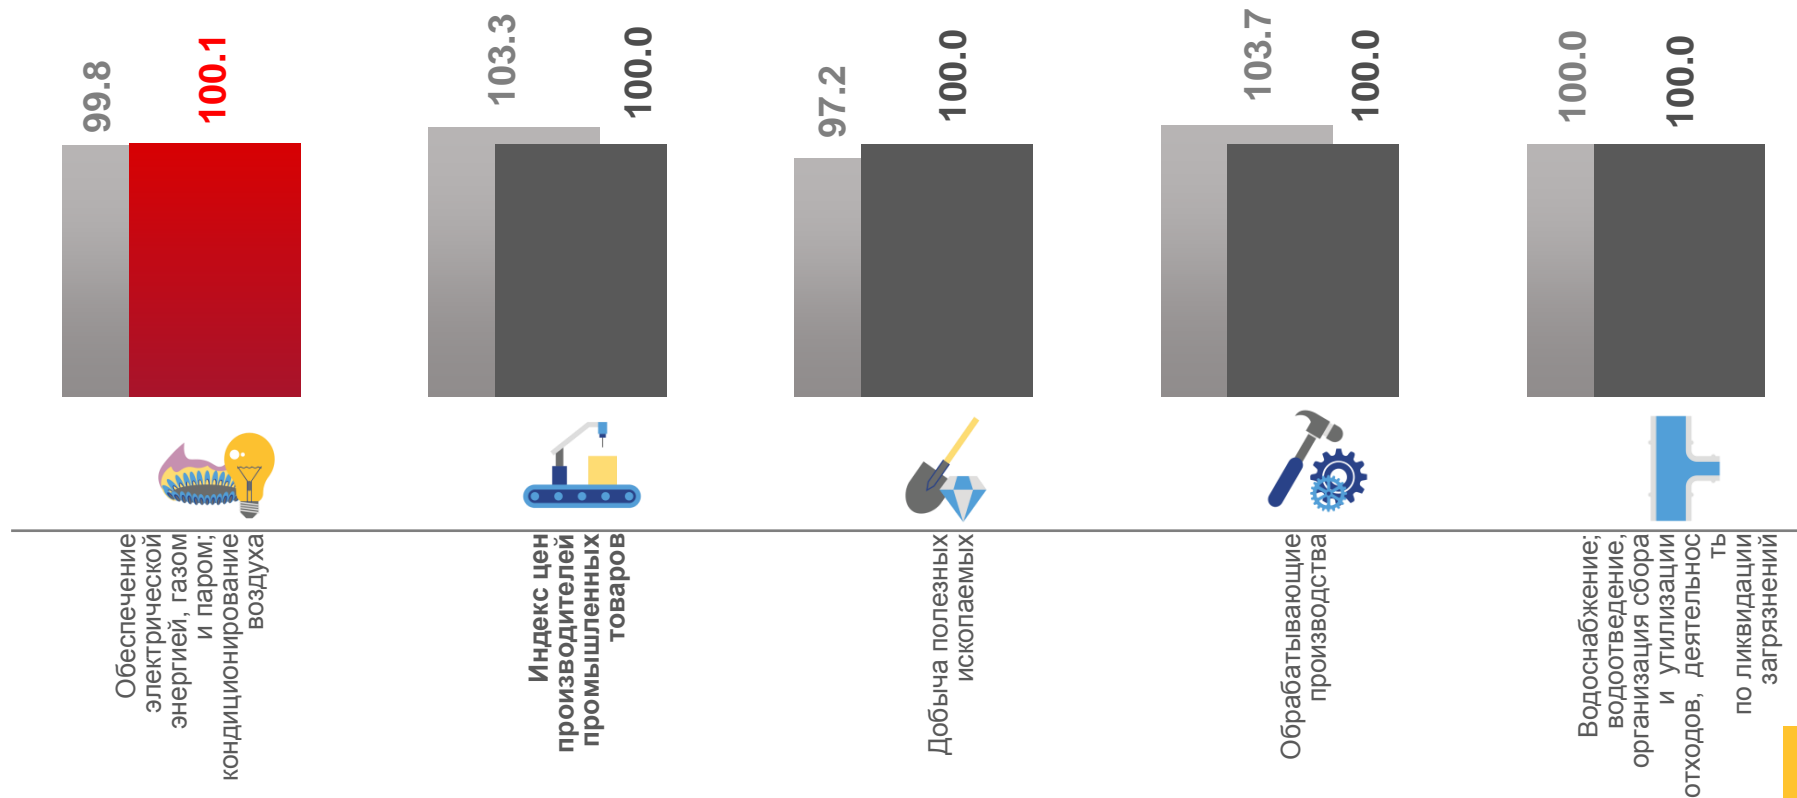 99.8
100.1
103.3
100.0
97.2
100.0
103.7
100.0
100.0
100.0
Обеспечение
электрической
энергией, газом
и паром;
кондиционирование
воздуха
Индекс цен
производителей
промышленных
товаров
Добыча полезных
ископаемых
Обрабатывающие
производства
Водоснабжение;
водоотведение,
организация сбора
и утилизации
отходов, деятельнос
ть
по ликвидации
загрязнений